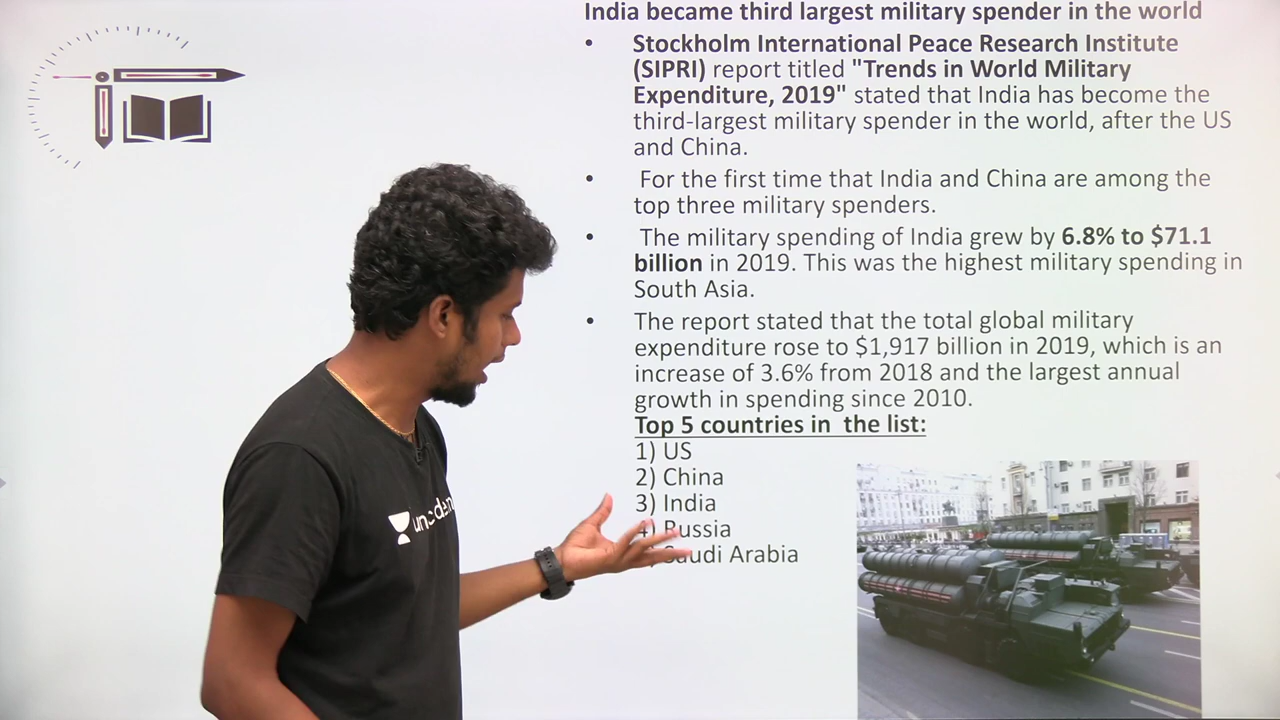 India became third largest military spender in the world
• Stockholm International Peace Research Institute
(SIPRI) report titled "Trends in World Military
Expenditure, 2019" stated that India has become the
third-largest military spender in the world, after the US
and China.
• For the first time that India and China are among the
top three military spenders.
• The military spending of India grew by 6.8% to $71.1
billion in 2019. This was the highest military spending in
South Asia.
• The report stated that the total global military
expenditure rose to $1,917 billion in 2019, which is an
increase of 3.6% from 2018 and the largest annual
growth in spending since 2010.
Top 5 countries in the list:
1) US
2) China
3) India
4) Russia
Saudi Arabia